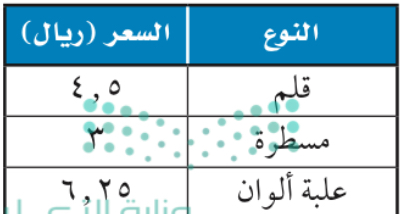 النوع السعر (ريال)
قلم ٤,٥
مسطرة ٣
علبة ألوان ٦,٢٥